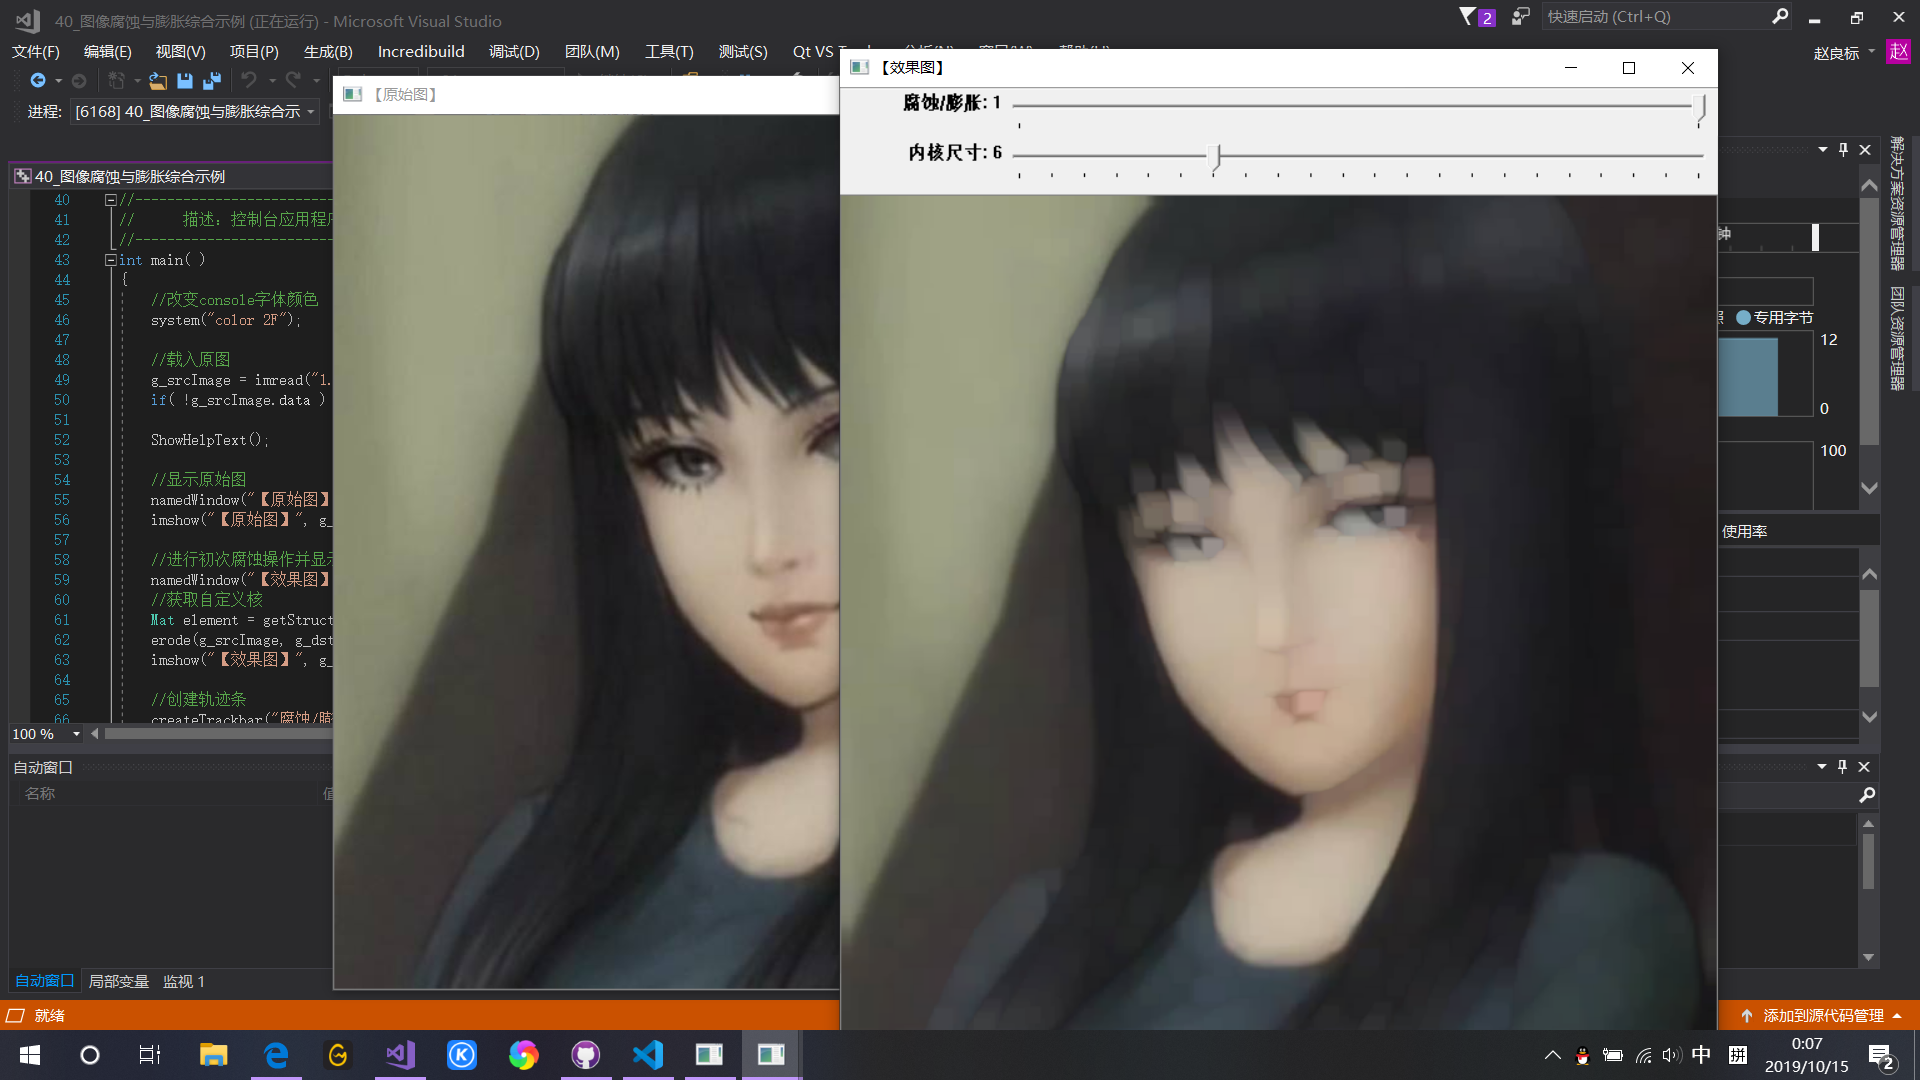 40_图像腐蚀与膨胀综合示例 (正在运行) - Microsoft Visual Studio
2
快速启动 (Ctrl+Q)
文件(F) 编辑(E) 视图(V) 项目(P) 生成(B) Incredibuild 调试(D) 团队(M) 工具(T) 测试(S) Qt VS
赵良标 赵
进程: [6168] 40_图像腐蚀与膨胀综合示
【原始图】
【效果图】
腐蚀/膨胀: 1
内核尺寸: 6
40_图像腐蚀与膨胀综合示例
40 //------------------------
41 // 描述：控制台应用程
42 //------------------------
43 int main( )
44 {
45 //改变console字体颜色
46 system("color 2F");
47
48 //载入原图
49 g_srcImage = imread("1.
50 if( !g_srcImage.data )
51
52 ShowHelpText();
53
54 //显示原始图
55 namedWindow("【原始图】
56 imshow("【原始图】", g_
57
58 //进行初次腐蚀操作并显示
59 namedWindow("【效果图】
60 //获取自定义核
61 Mat element = getStruct
62 erode(g_srcImage, g_dst
63 imshow("【效果图】", g_
64
65 //创建轨迹条
66 createTrackbar("腐蚀/膨
100 %
自动窗口
名称 值
自动窗口 局部变量 监视 1
就绪
解决方案资源管理器
团队资源管理器
钟
专用字节
12
0
100
使用率
添加到源代码管理
中 拼
0:07
2019/10/15
2